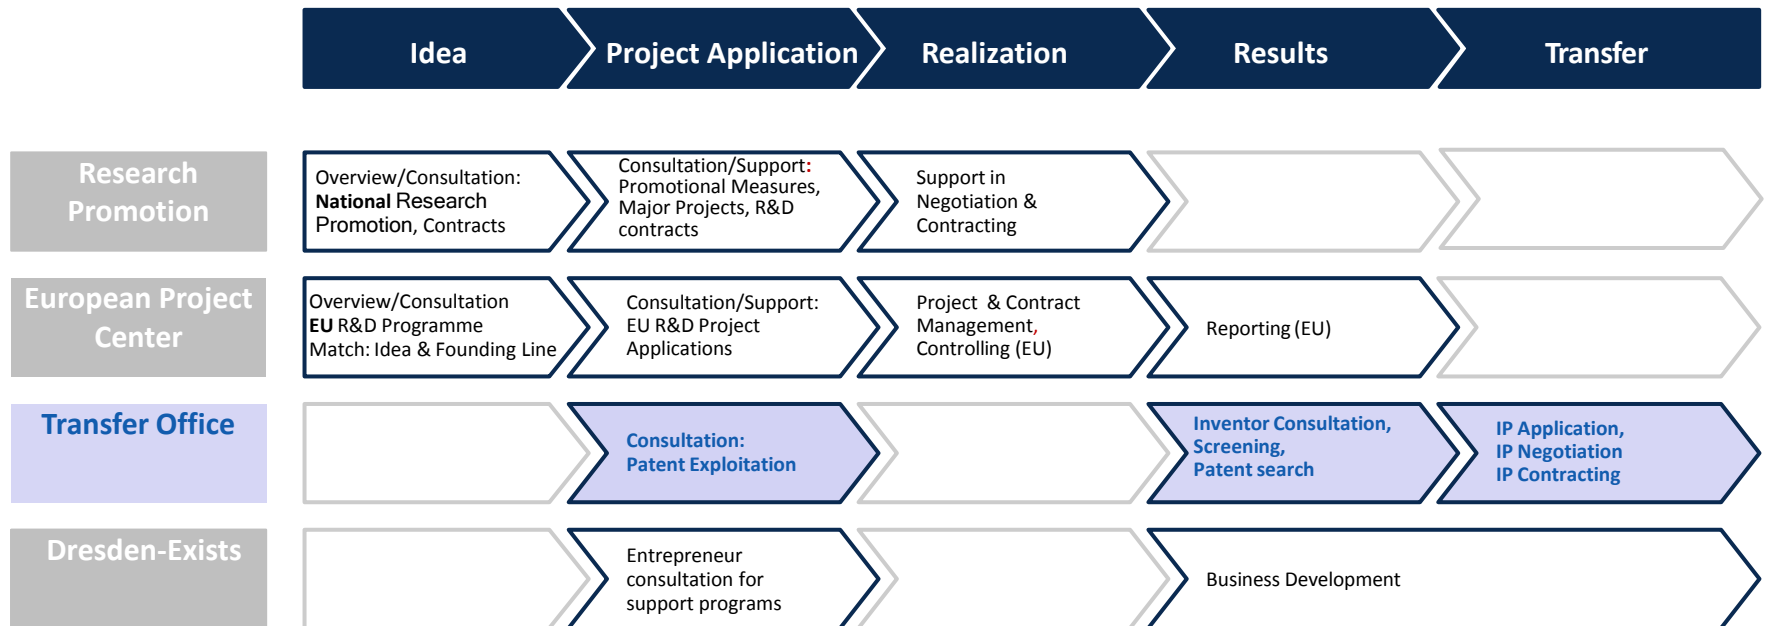 Idea
Project Application
Realization
Results
Transfer
Research
Promotion
Overview/Consultation:
National Research
Promotion, Contracts
Consultation/Support:
Promotional Measures,
Major Projects, R&D
contracts
Support in
Negotiation &
Contracting
European Project
Center
Overview/Consultation
EU R&D Programme
Match: Idea & Founding Line
Consultation/Support:
EU R&D Project
Applications
Project & Contract
Management,
Controlling (EU)
Reporting (EU)
Transfer Office
Consultation:
Patent Exploitation
Inventor Consultation,
Screening,
Patent search
IP Application,
IP Negotiation
IP Contracting
Dresden-Exists
Entrepreneur
consultation for
support programs
Business Development